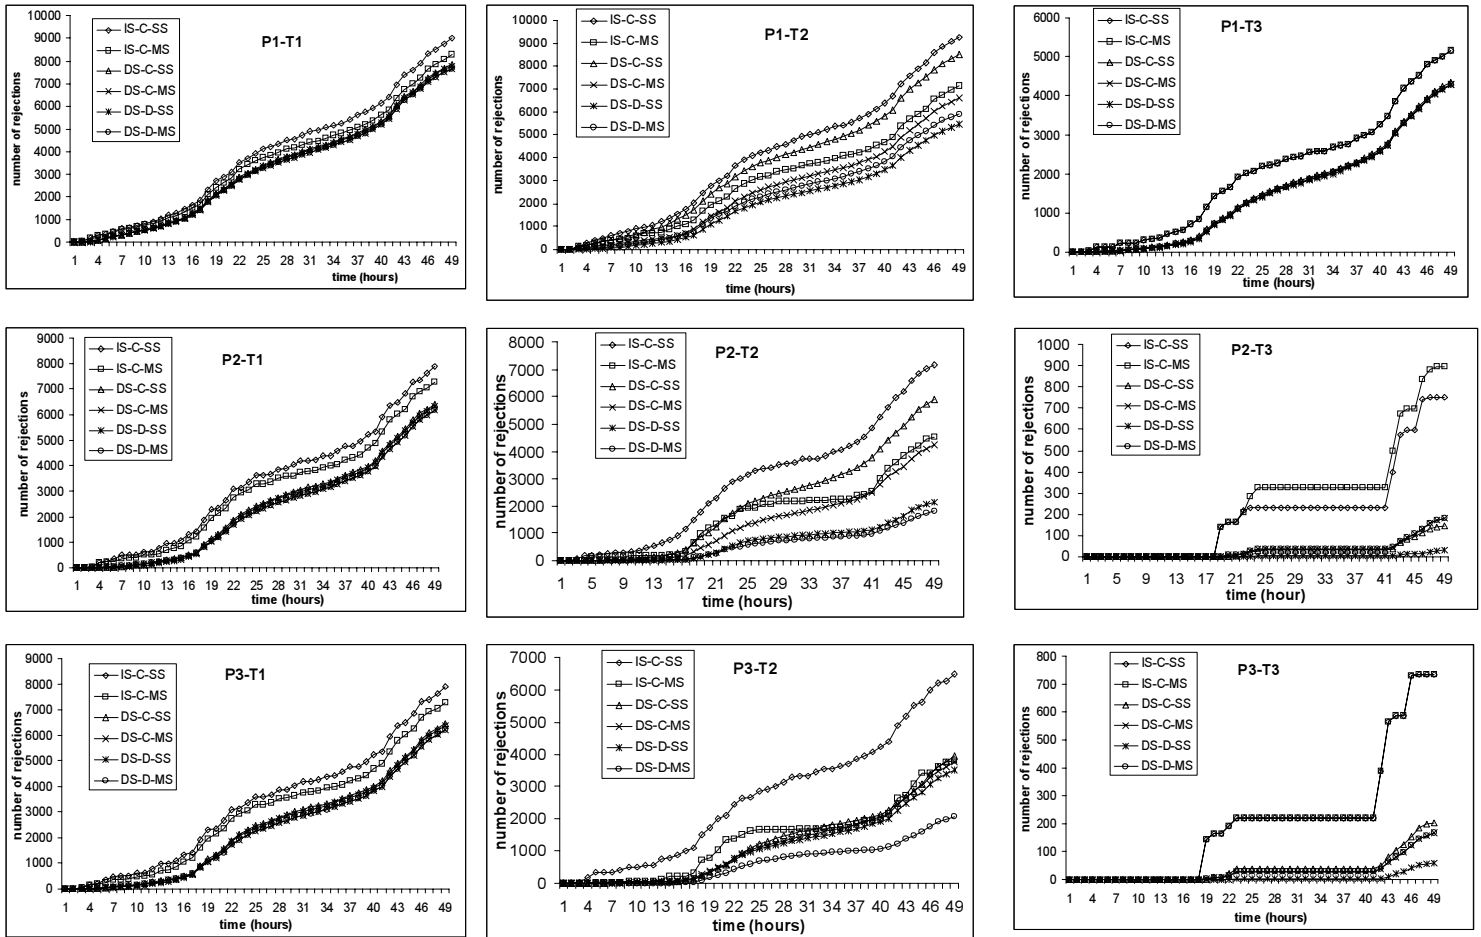 P1-T1
number of rejections
10000
9000
8000
7000
6000
5000
4000
3000
2000
1000
0
IS-C-SS
IS-C-MS
DS-C-SS
DS-C-MS
DS-D-SS
DS-D-MS
1 4 7 10 13 16 19 22 25 28 31 34 37 40 43 46 49
time (hours)
P1-T2
number of rejections
10000
9000
8000
7000
6000
5000
4000
3000
2000
1000
0
IS-C-SS
IS-C-MS
DS-C-SS
DS-C-MS
DS-D-SS
DS-D-MS
1 4 7 10 13 16 19 22 25 28 31 34 37 40 43 46 49
time (hours)
P1-T3
number of rejections
6000
5000
4000
3000
2000
1000
0
IS-C-SS
IS-C-MS
DS-C-SS
DS-C-MS
DS-D-SS
DS-D-MS
1 4 7 10 13 16 19 22 25 28 31 34 37 40 43 46 49
time (hours)
P2-T1
number of rejections
9000
8000
7000
6000
5000
4000
3000
2000
1000
0
IS-C-SS
IS-C-MS
DS-C-SS
DS-C-MS
DS-D-SS
DS-D-MS
1 4 7 10 13 16 19 22 25 28 31 34 37 40 43 46 49
time (hours)
P2-T2
number of rejections
8000
7000
6000
5000
4000
3000
2000
1000
0
IS-C-SS
IS-C-MS
DS-C-SS
DS-C-MS
DS-D-SS
DS-D-MS
1 5 9 13 17 21 25 29 33 37 41 45 49
time (hours)
P2-T3
number of rejections
1000
900
800
700
600
500
400
300
200
100
0
IS-C-SS
IS-C-MS
DS-C-SS
DS-C-MS
DS-D-SS
DS-D-MS
1 5 9 13 17 21 25 29 33 37 41 45 49
time (hour)
P3-T1
number of rejections
9000
8000
7000
6000
5000
4000
3000
2000
1000
0
IS-C-SS
IS-C-MS
DS-C-SS
DS-C-MS
DS-D-SS
DS-D-MS
1 4 7 10 13 16 19 22 25 28 31 34 37 40 43 46 49
time (hours)
P3-T2
number of rejections
7000
6000
5000
4000
3000
2000
1000
0
IS-C-SS
IS-C-MS
DS-C-SS
DS-C-MS
DS-D-SS
DS-D-MS
1 4 7 10 13 16 19 22 25 28 31 34 37 40 43 46 49
time (hours)
P3-T3
number of rejections
800
700
600
500
400
300
200
100
0
IS-C-SS
IS-C-MS
DS-C-SS
DS-C-MS
DS-D-SS
DS-D-MS
1 4 7 10 13 16 19 22 25 28 31 34 37 40 43 46 49
time (hours)